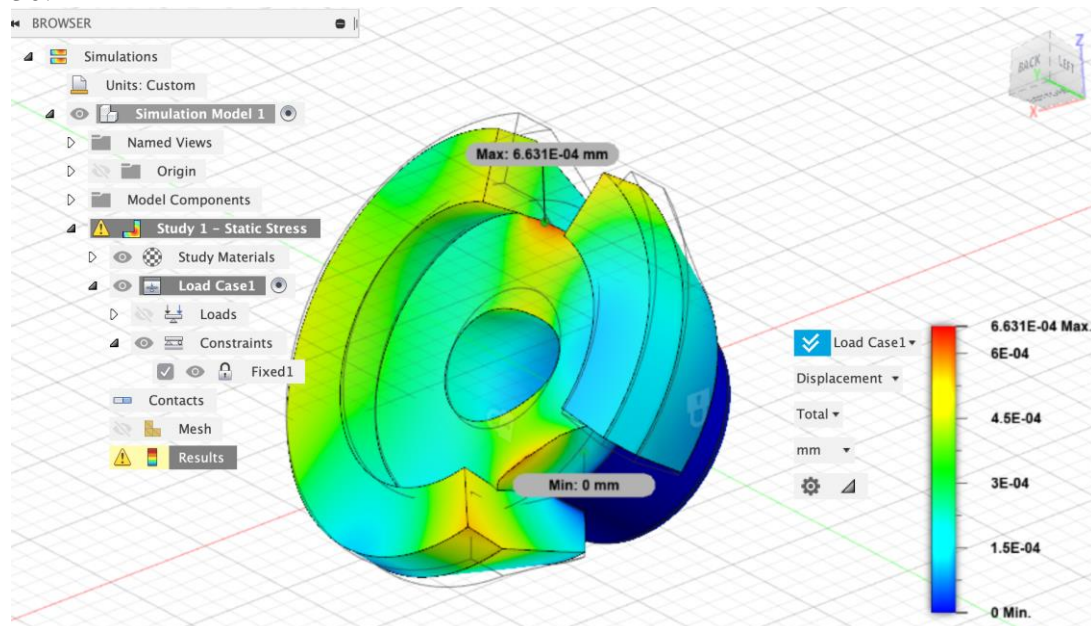 BROWSER
Simulations
Units: Custom
Simulation Model 1
Named Views
Origin
Model Components
Study 1 - Static Stress
Study Materials
Load Case1
Loads
Constraints
Fixed1
Contacts
Mesh
Results
Max: 6.631E-04 mm
Min: 0 mm
BACK LEFT
Z
Y
X
Load Case1
Displacement
Total
mm
6.631E-04 Max.
6E-04
4.5E-04
3E-04
1.5E-04
0 Min.